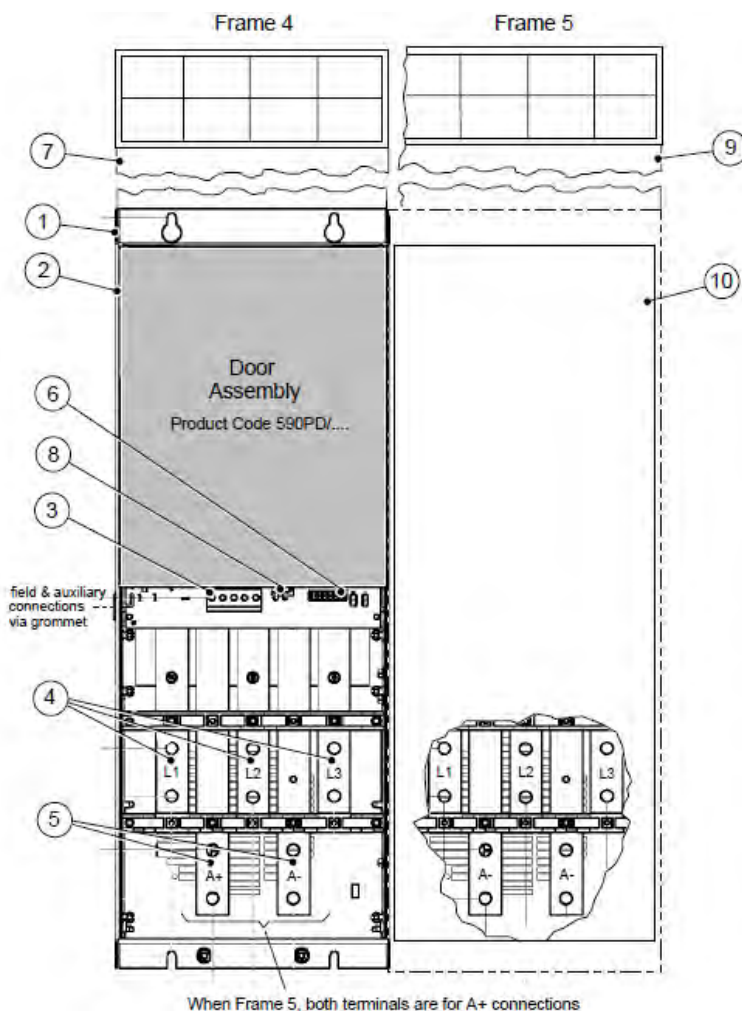 Frame 4
Frame 5
7
9
1
2
10
Door
Assembly
Product Code 590PD/....
6
8
3
field & auxiliary
connections
via grommet
4
L1
L2
L3
L1
L2
L3
5
A+
A-
A-
A-
When Frame 5, both terminals are for A+ connections